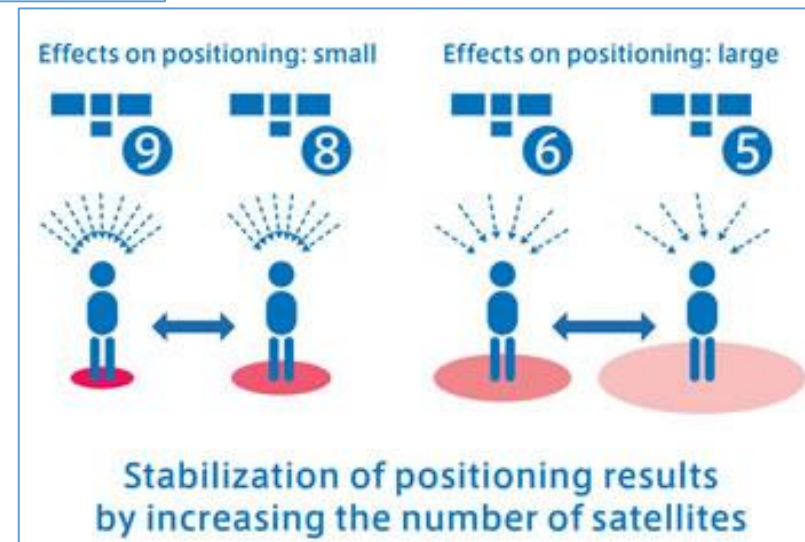 Effects on positioning: small
Effects on positioning: large
9
8
6
5
Stabilization of positioning results
by increasing the number of satellites